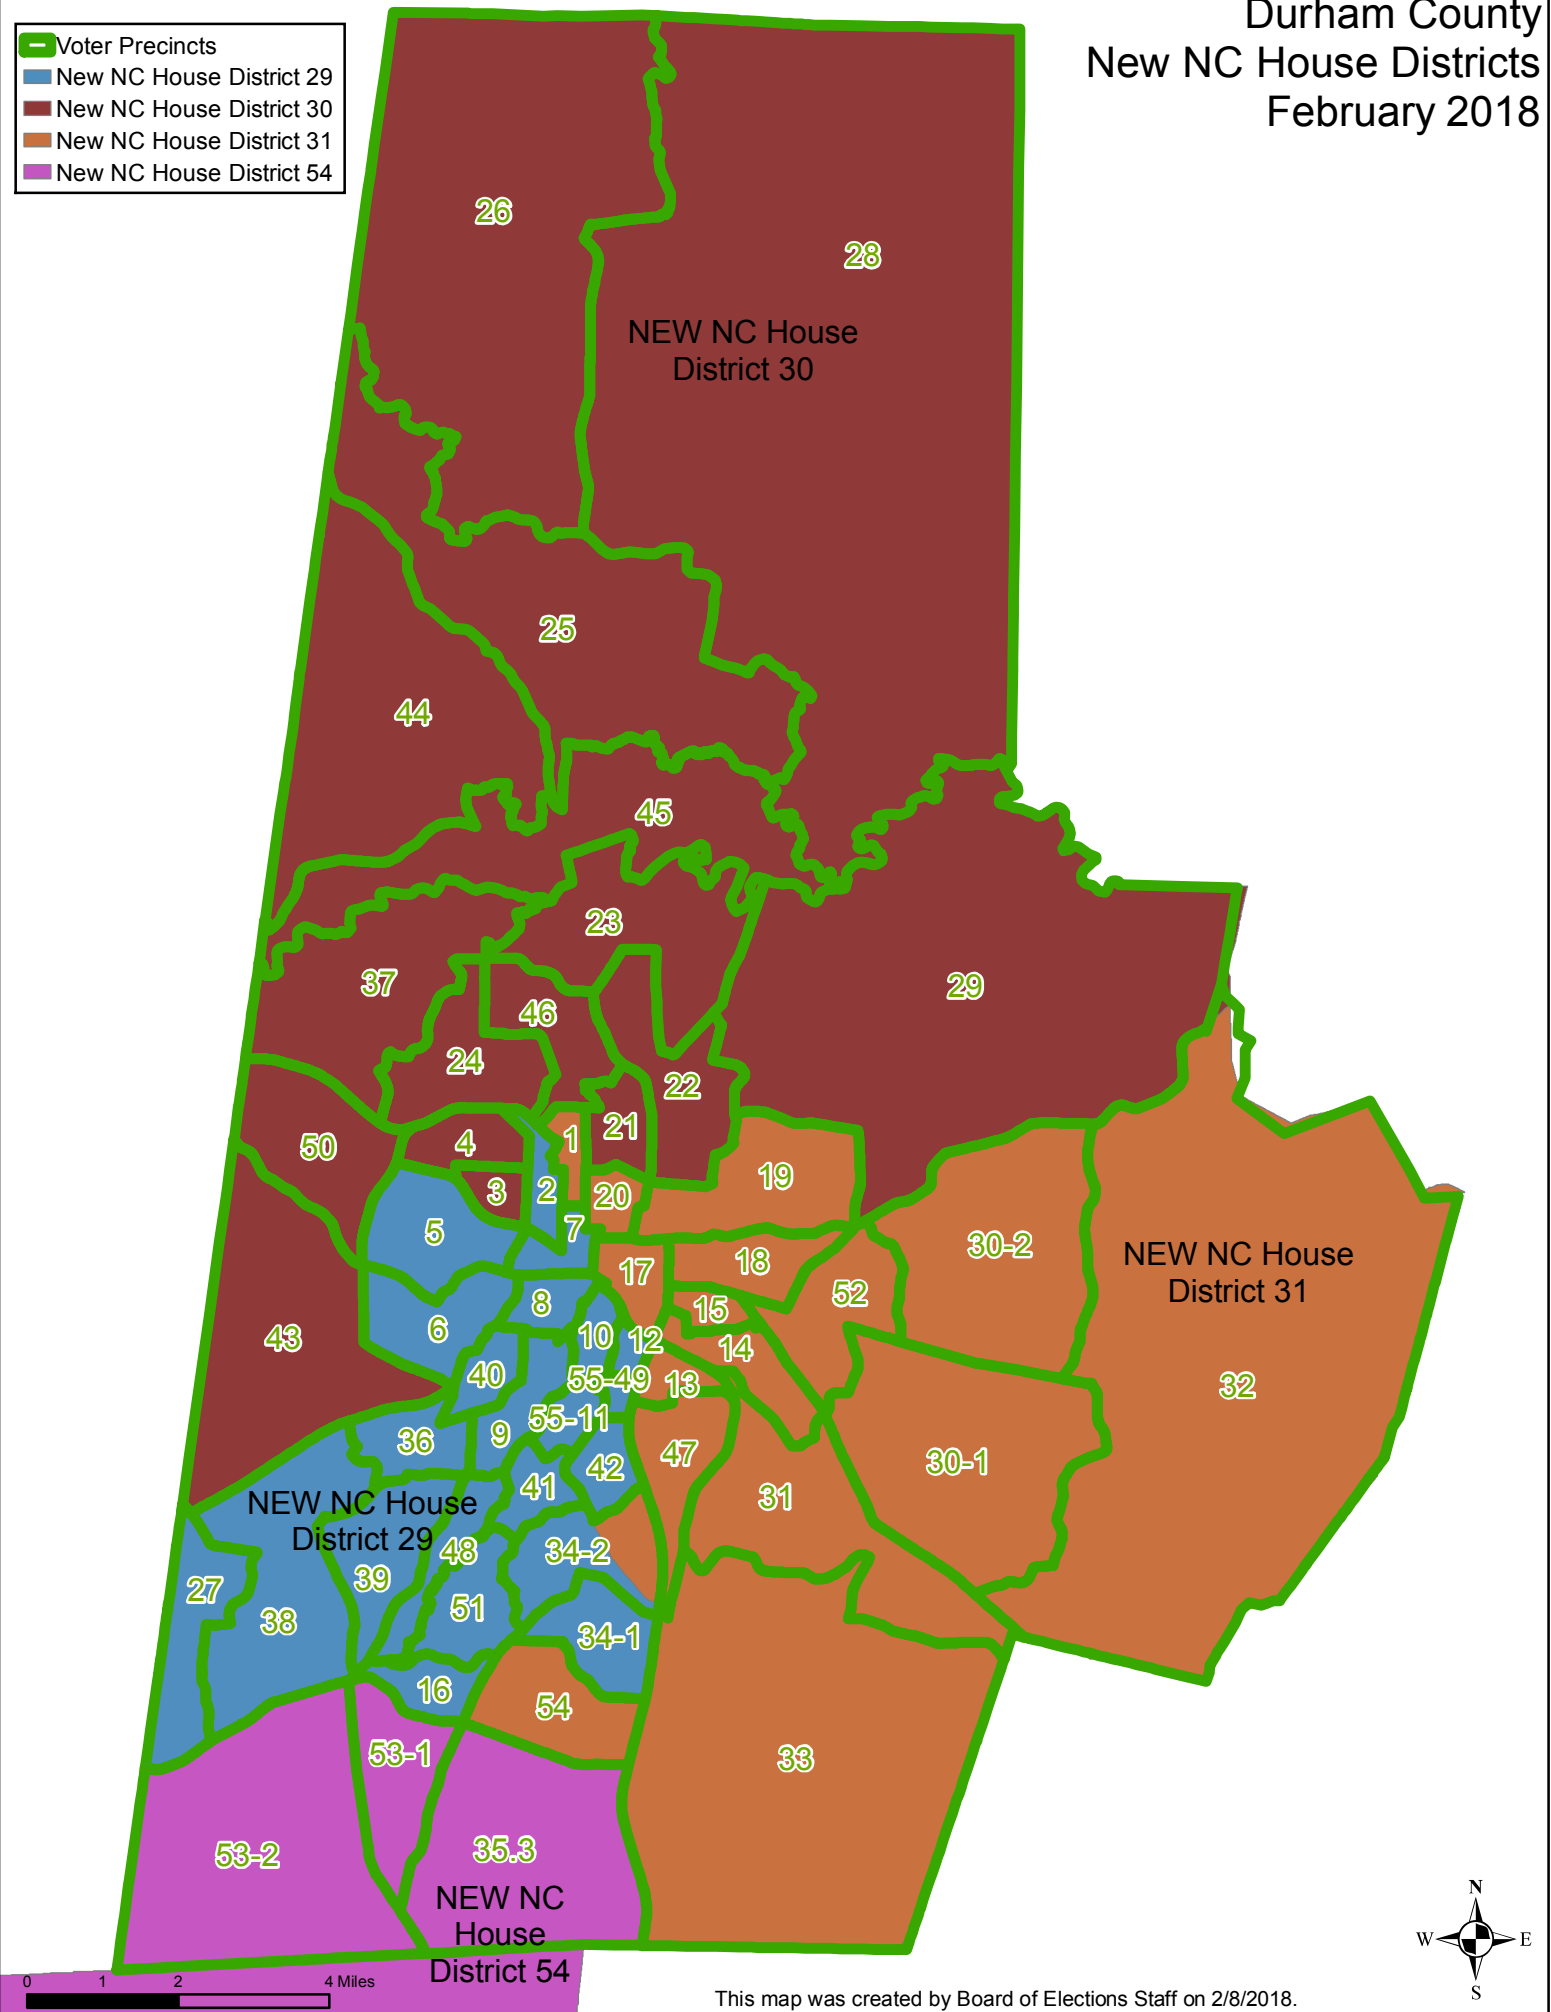 Durham County
New NC House Districts
February 2018
Voter Precincts
New NC House District 29
New NC House District 30
New NC House District 31
New NC House District 54
26
28
NEW NC House
District 30
25
44
45
23
37
29
46
24
22
21
1
4
50
19
3
2
20
5
7
30-2
18
NEW NC House
District 31
17
52
8
15
6
10
12
43
14
40
55-49
13
32
55-11
9
36
47
42
30-1
41
31
NEW NC House
District 29
48
34-2
39
27
51
38
34-1
16
54
53-1
33
35.3
53-2
NEW NC
House
District 54
N
W
E
S
0
1
2
4 Miles
This map was created by Board of Elections Staff on 2/8/2018.